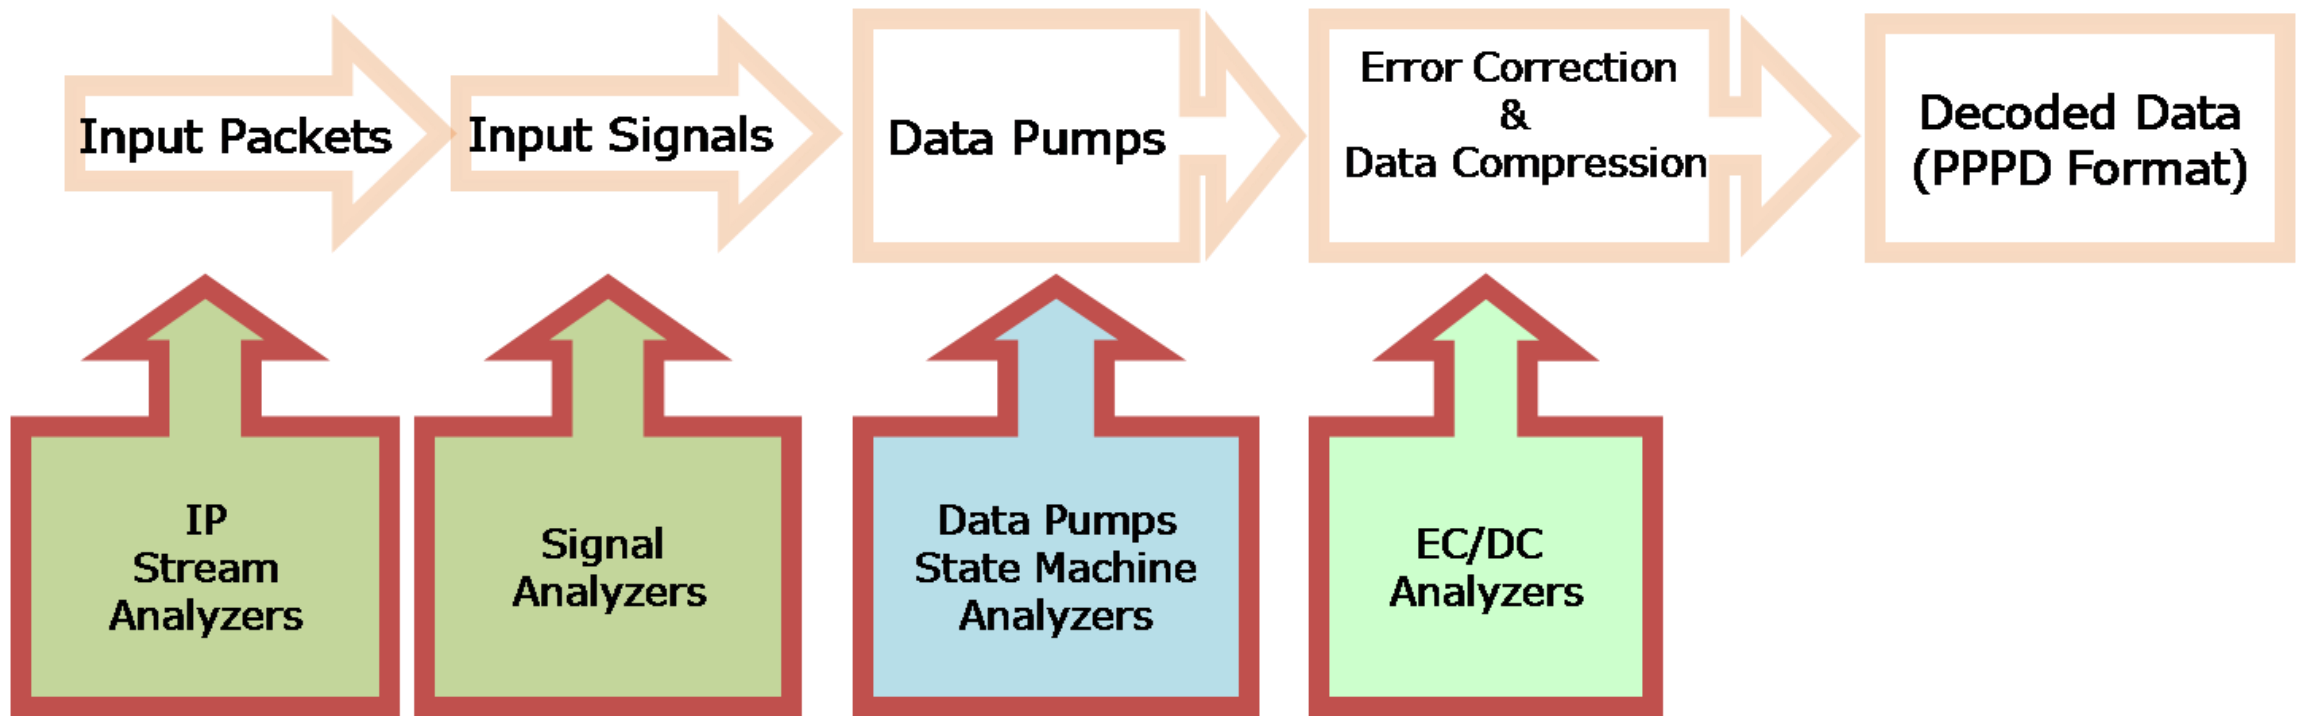 Input Packets
Input Signals
Data Pumps
Error Correction
&
Data Compression
Decoded Data
(PPPD Format)
IP
Stream
Analyzers
Signal
Analyzers
Data Pumps
State Machine
Analyzers
EC/DC
Analyzers